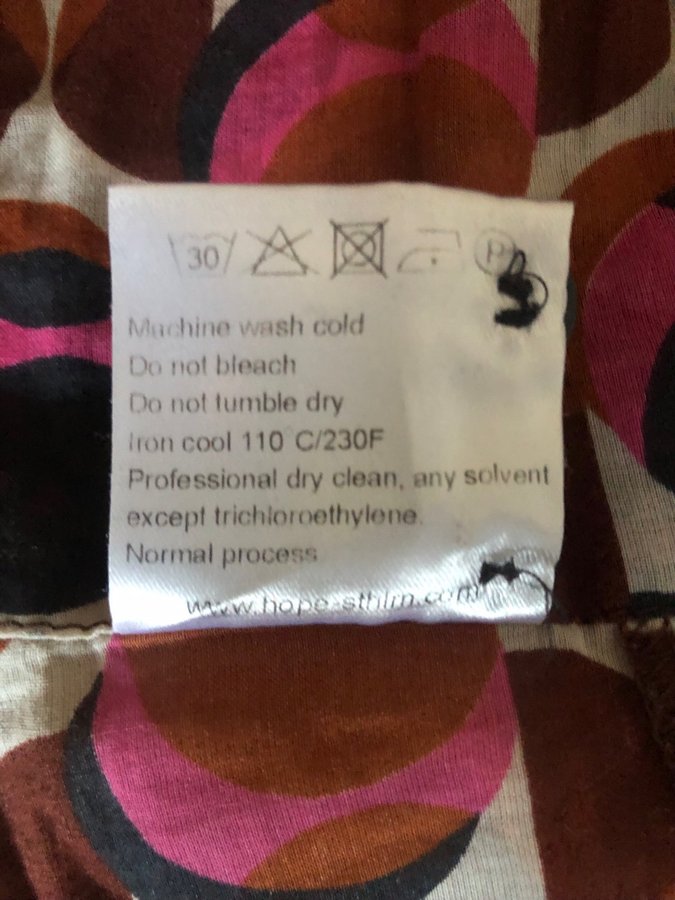 30 P
Machine wash cold
Do not bleach
Do not tumble dry
Iron cool 110 C/230F
Professional dry clean, any solvent
except trichloroethylene.
Normal process
www.hope-sthlm.com